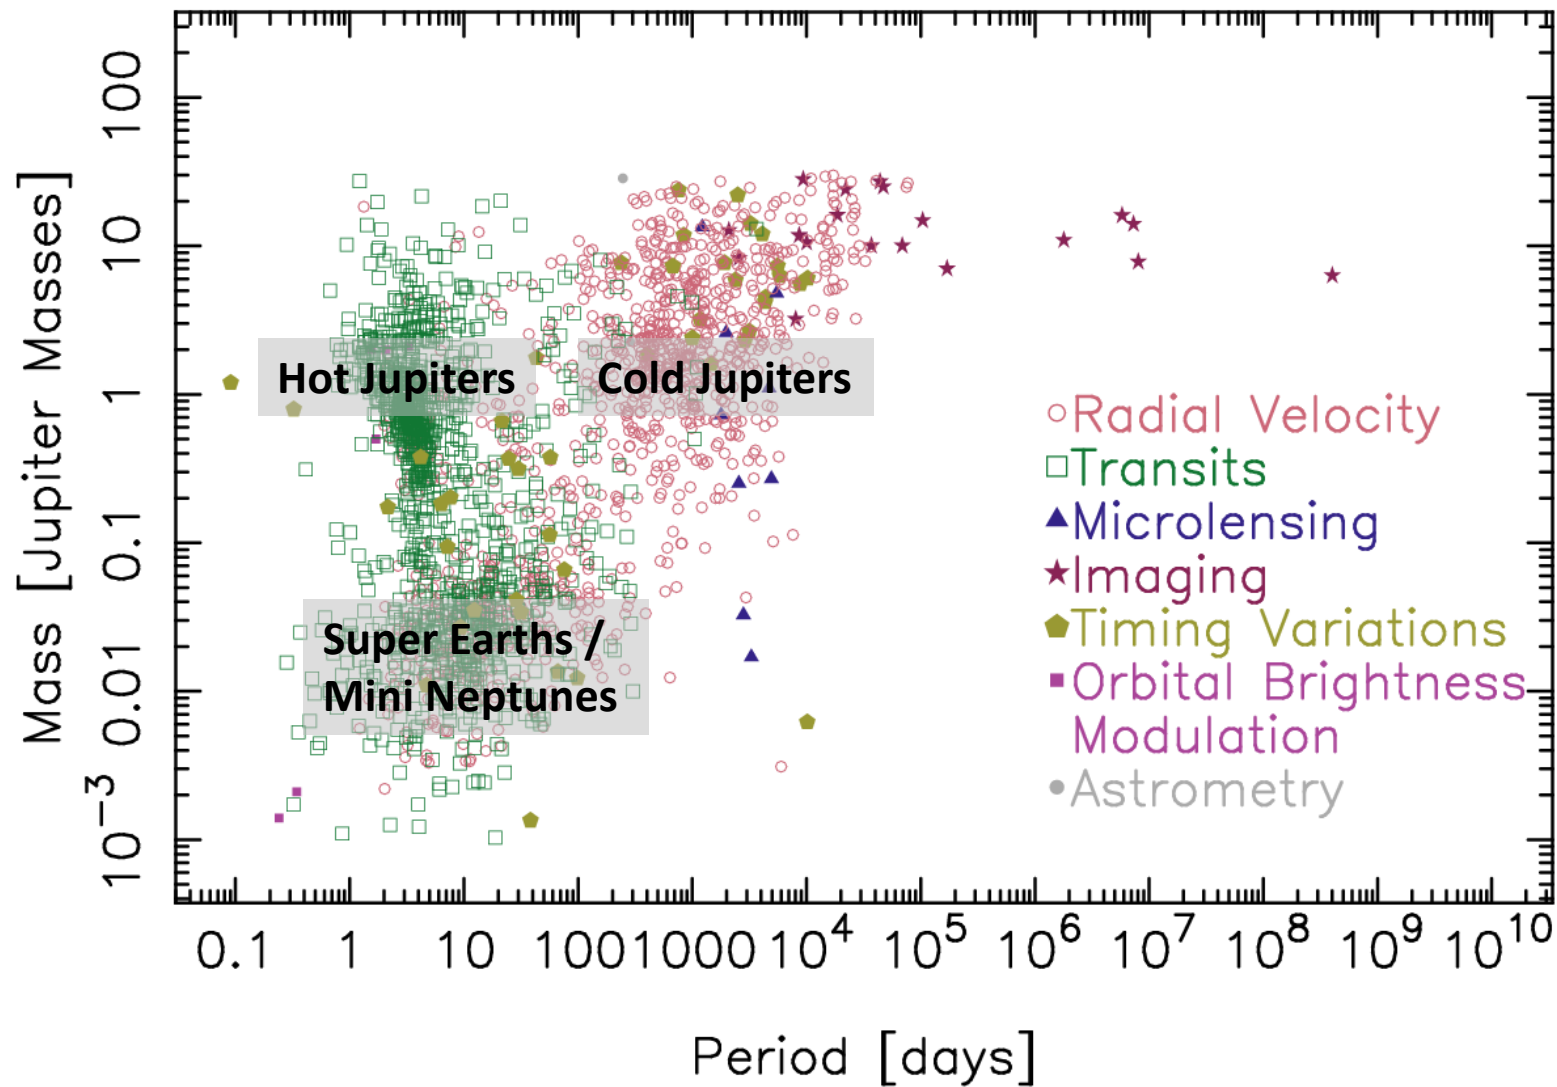 Mass [Jupiter Masses]
100
10
1
0.1
0.01
10⁻³
Hot Jupiters
Cold Jupiters
Super Earths /
Mini Neptunes
Radial Velocity
Transits
Microlensing
Imaging
Timing Variations
Orbital Brightness
Modulation
Astrometry
0.1 1 10 100 1000 10⁴ 10⁵ 10⁶ 10⁷ 10⁸ 10⁹ 10¹⁰
Period [days]